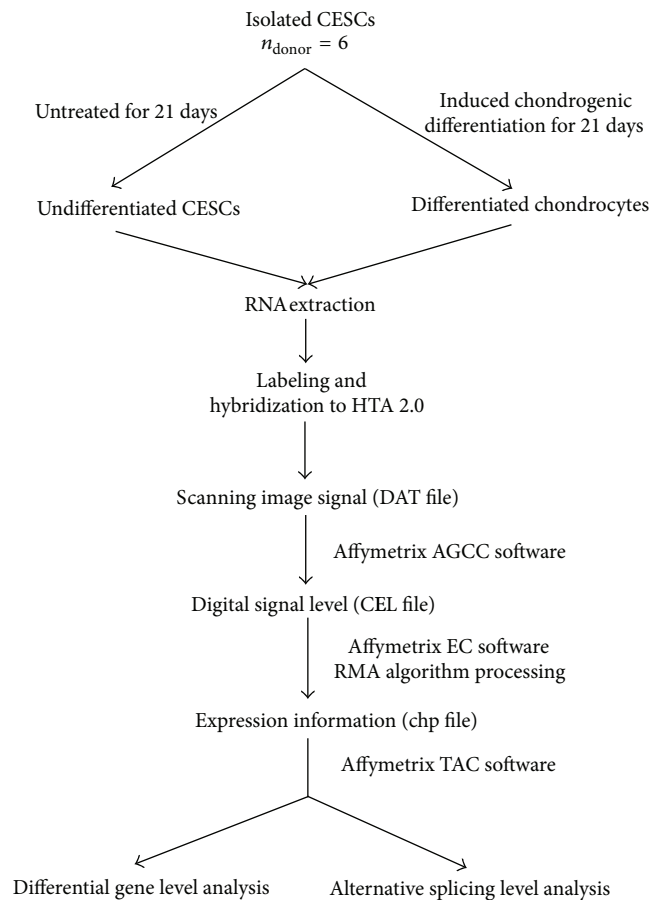 Isolated CESCs
n_donor = 6
Untreated for 21 days
Induced chondrogenic
differentiation for 21 days
Undifferentiated CESCs
Differentiated chondrocytes
RNA extraction
Labeling and
hybridization to HTA 2.0
Scanning image signal (DAT file)
Affymetrix AGCC software
Digital signal level (CEL file)
Affymetrix EC software
RMA algorithm processing
Expression information (chp file)
Affymetrix TAC software
Differential gene level analysis
Alternative splicing level analysis